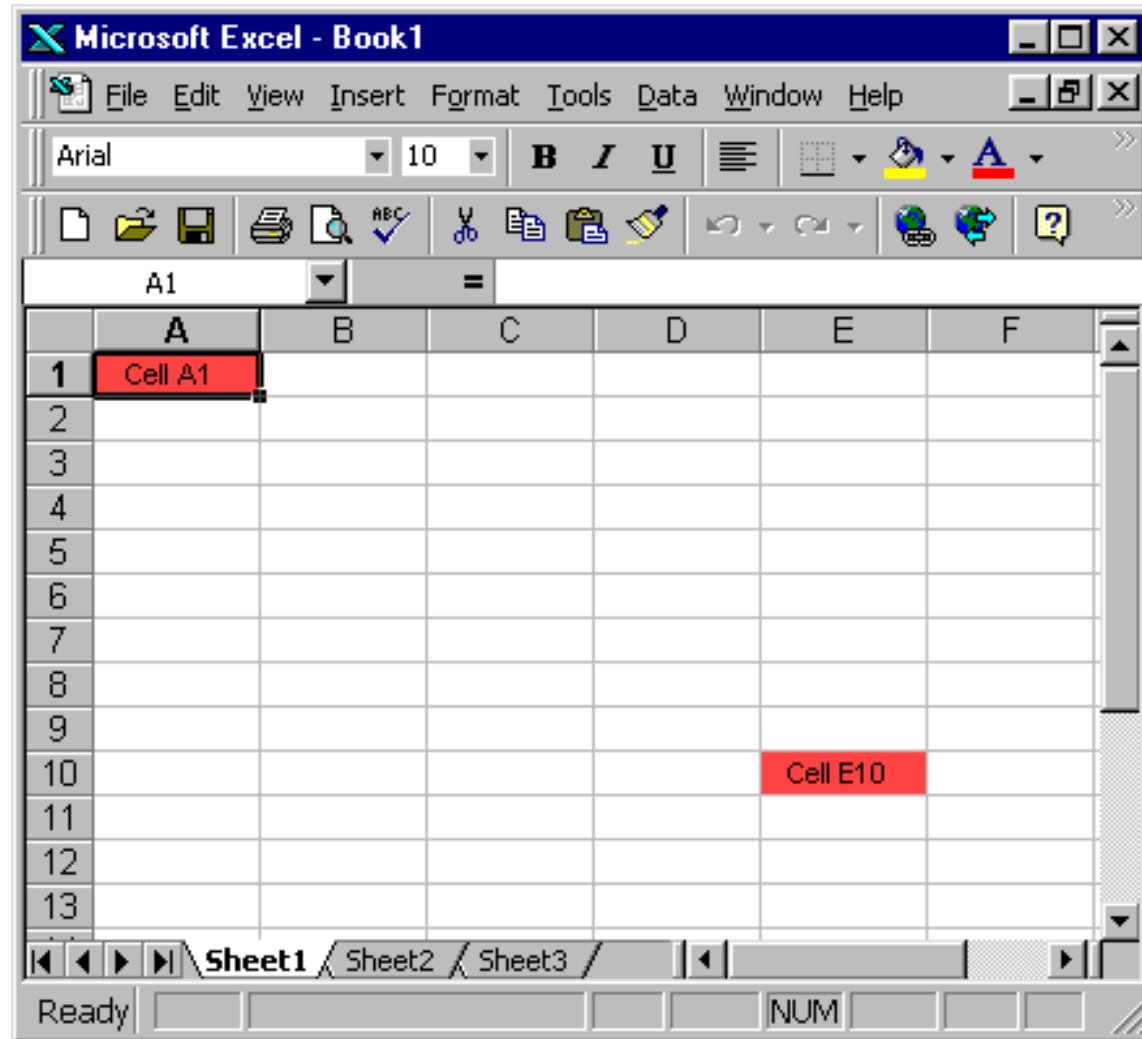 Microsoft Excel - Book1
File Edit View Insert Format Tools Data Window Help
Arial 10 B I U A
ABC
A1 =
A B C D E F
1 Cell A1
2
3
4
5
6
7
8
9
10 Cell E10
11
12
13
Sheet1 Sheet2 Sheet3
Ready NUM